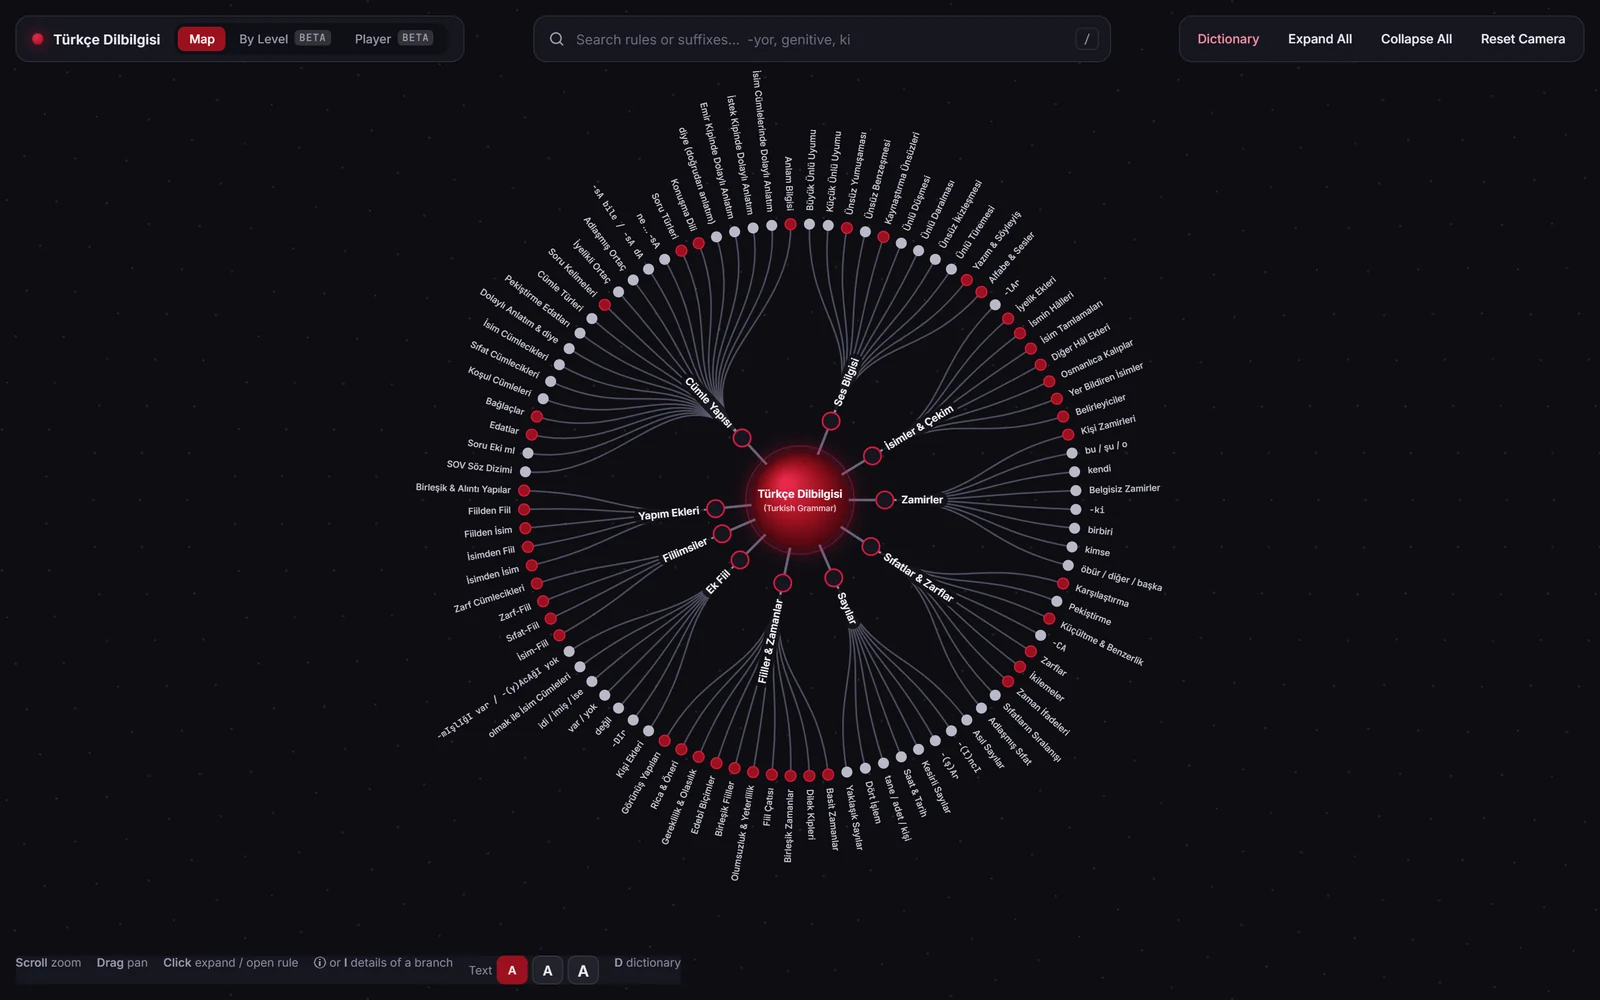 Türkçe Dilbilgisi
Map
By Level BETA
Player BETA
Search rules or suffixes... -yor, genitive, ki
/
Dictionary
Expand All
Collapse All
Reset Camera
Türkçe Dilbilgisi
(Turkish Grammar)
Ses Bilgisi
Büyük Ünlü Uyumu
Küçük Ünlü Uyumu
Ünsüz Yumuşaması
Ünsüz Benzeşmesi
Kaynaştırma Ünsüzleri
Ünlü Düşmesi
Ünlü Daralması
Ünsüz İkizleşmesi
Ünlü Türemesi
Yazım & Söyleyiş
Alfabe & Sesler
İsimler & Çekim
-lAr
İyelik Ekleri
İsmin Hâlleri
İsim Tamlamaları
Diğer Hâl Ekleri
Osmanlıca Kalıplar
Yer Bildiren İsimler
Belirleyiciler
Zamirler
Kişi Zamirleri
bu / şu / o
kendi
Belgisiz Zamirler
-ki
birbiri
kimse
öbür / diğer / başka
Sıfatlar & Zarflar
Karşılaştırma
Pekiştirme
Küçültme & Benzerlik
-CA
Zarflar
İkilemeler
Zaman İfadeleri
Sıfatların Sıralanışı
Adlaşmış Sıfat
Sayılar
Asıl Sayılar
-(I)ncI
-(ş)Ar
Kesirli Sayılar
Saat & Tarih
tane / adet / kişi
Dört İşlem
Yaklaşık Sayılar
Fiiller & Zamanlar
Basit Zamanlar
Dilek Kipleri
Birleşik Zamanlar
Fiil Çatısı
Olumsuzluk & Yeterlilik
Birleşik Fiiller
Edebî Biçimler
Gereklilik & Olasılık
Rica & Öneri
Görünüş Yapıları
Ek Fiil
Kişi Ekleri
-DIr
değil
var / yok
idi / imiş / ise
olmak ile İsim Cümleleri
-mIşlIğI var / -(y)AcAğI yok
Fiilimsiler
İsim-Fiil
Sıfat-Fiil
Zarf-Fiil
Zarf Cümlecikleri
Yapım Ekleri
İsimden İsim
İsimden Fiil
Fiilden İsim
Fiilden Fiil
Birleşik & Alıntı Yapılar
Cümle Yapısı
SOV Söz Dizimi
Soru Eki mI
Edatlar
Bağlaçlar
Koşul Cümleleri
Sıfat Cümlecikleri
İsim Cümlecikleri
Dolaylı Anlatım & diye
Pekiştirme Edatları
Cümle Türleri
Soru Kelimeleri
İyelikli Ortaç
Adlaşmış Ortaç
-sA bile / -sA dA
ne ... -sA
Soru Türleri
Konuşma Dili
diye (doğrudan anlatım)
Emir Kipinde Dolaylı Anlatım
İstek Kipinde Dolaylı Anlatım
İsim Cümlelerinde Dolaylı Anlatım
Anlam Bilgisi
Scroll zoom
Drag pan
Click expand / open rule
or I details of a branch
Text A A A
D dictionary